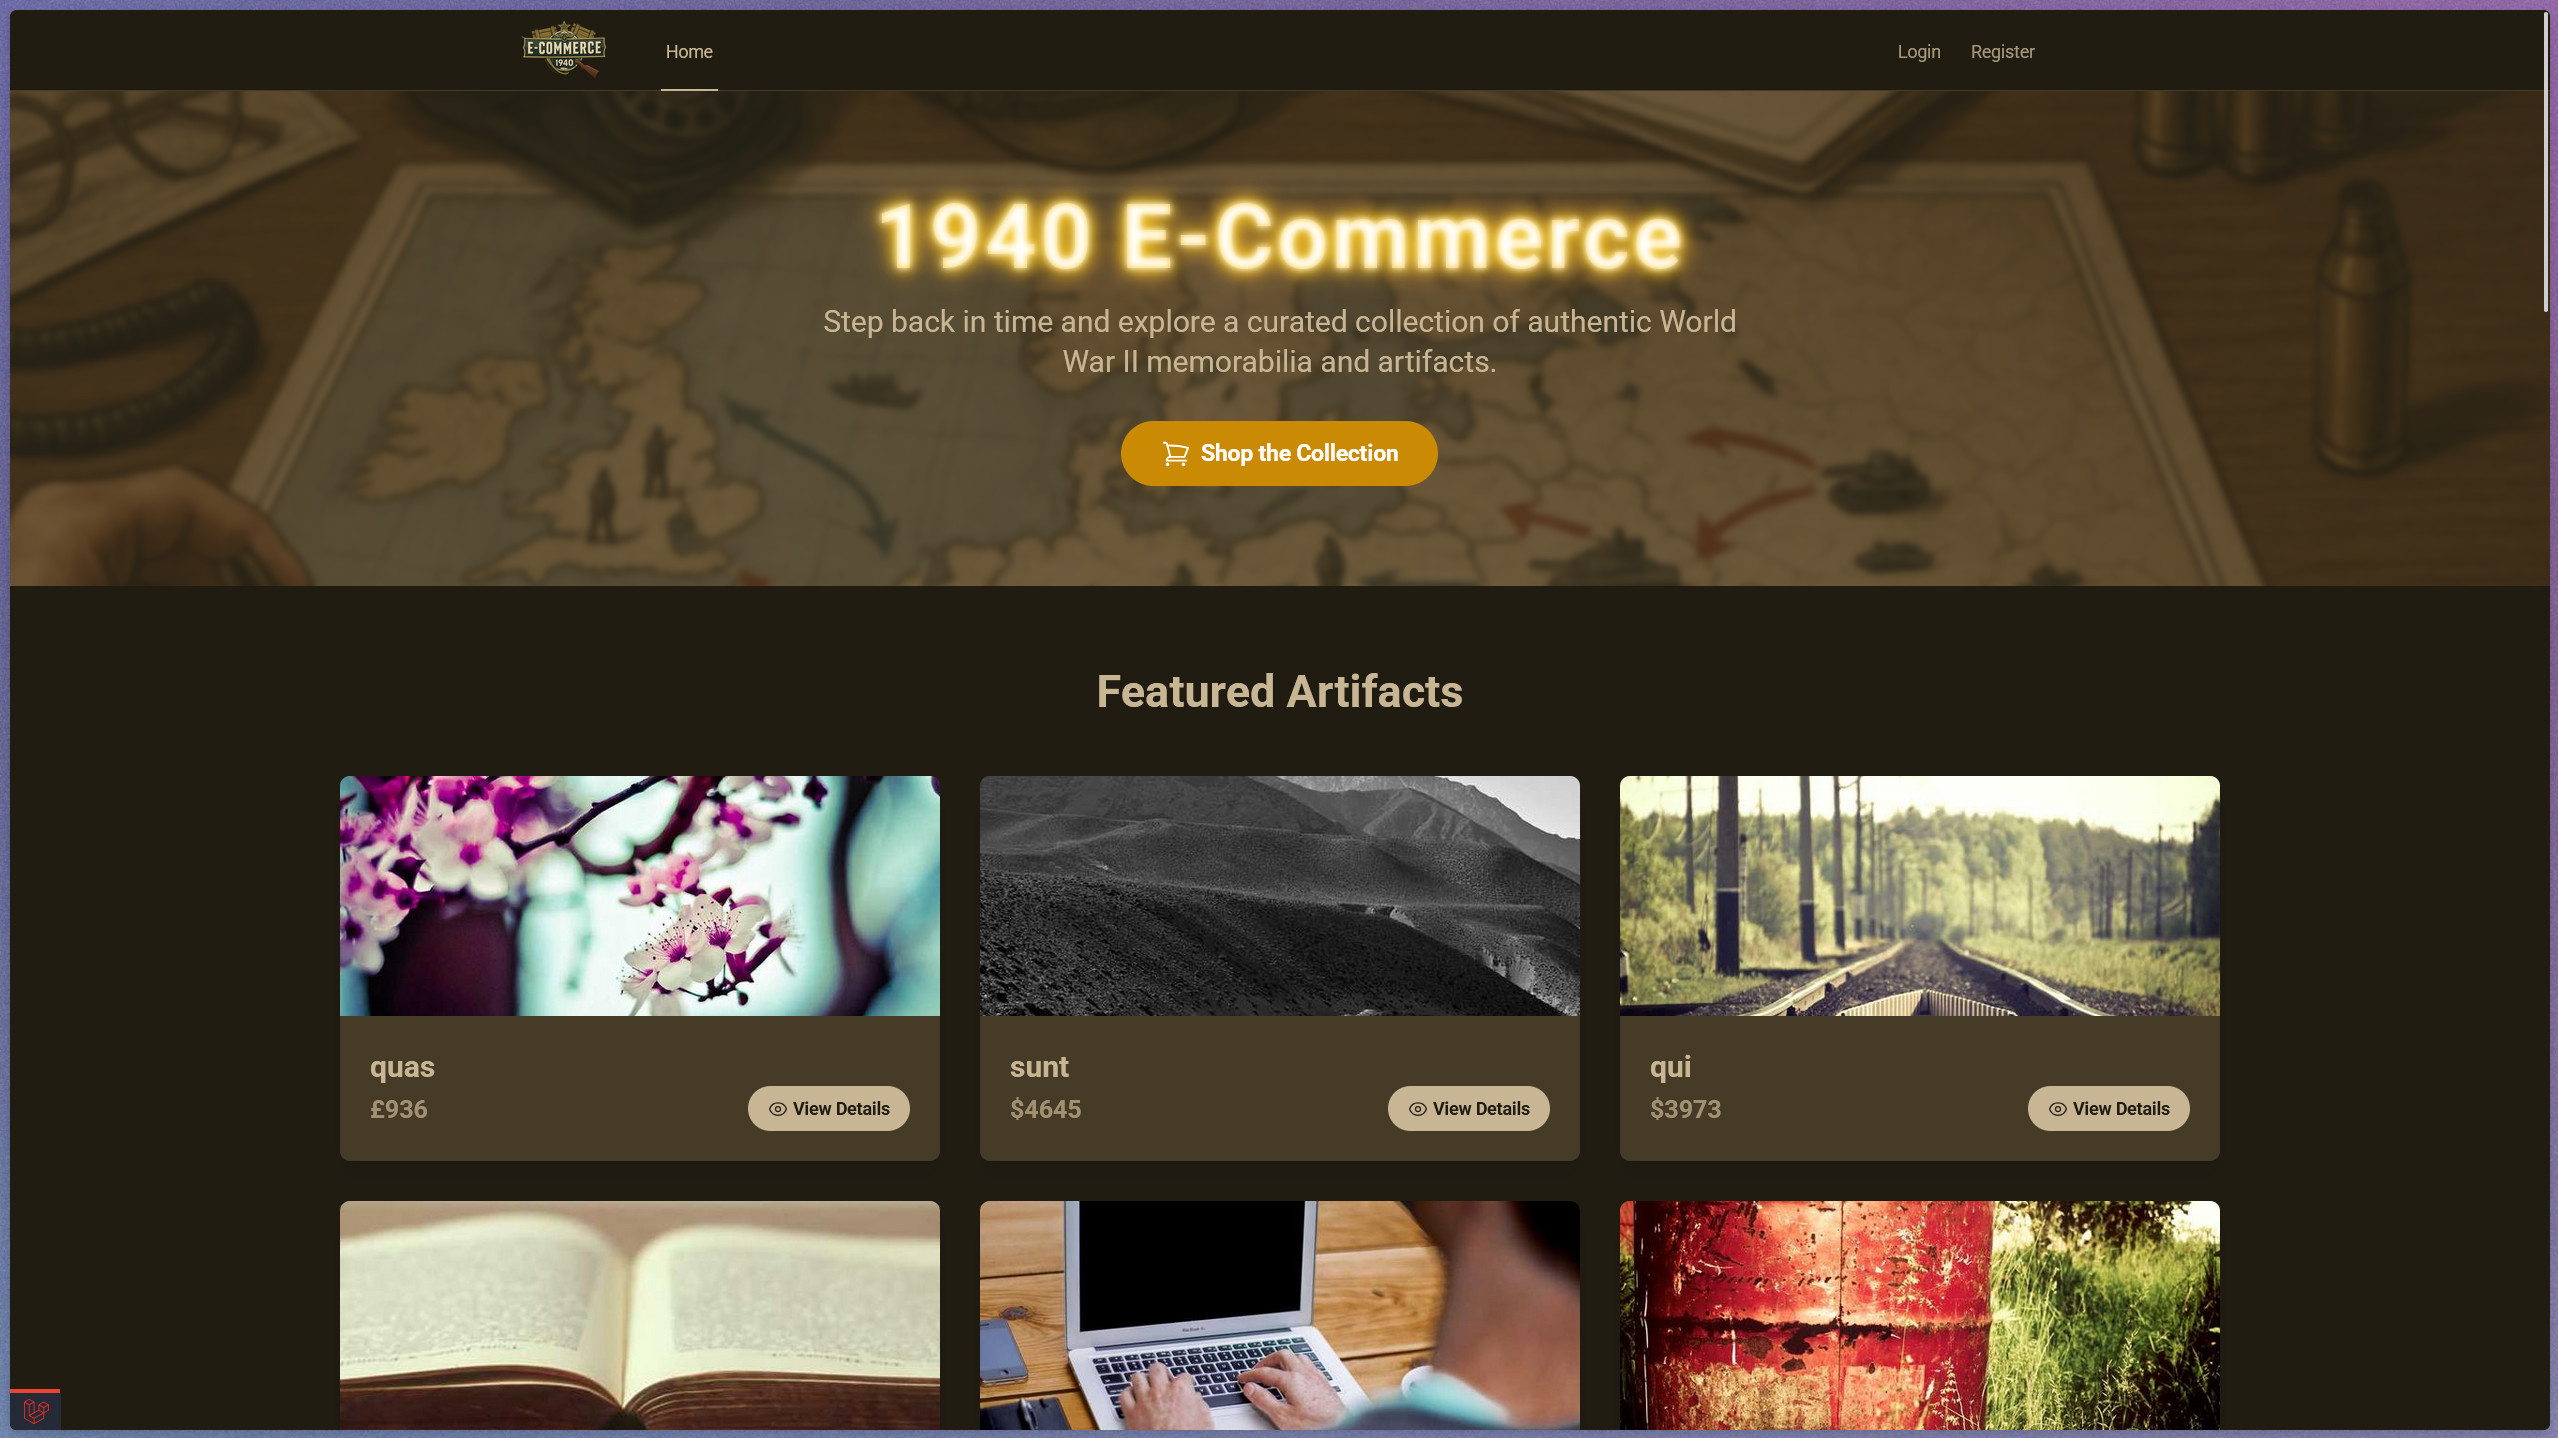 E-COMMERCE
1940
Home
Login
Register
1940 E-Commerce
Step back in time and explore a curated collection of authentic World
War II memorabilia and artifacts.
Shop the Collection
Featured Artifacts
quas
£936
View Details
sunt
$4645
View Details
qui
$3973
View Details